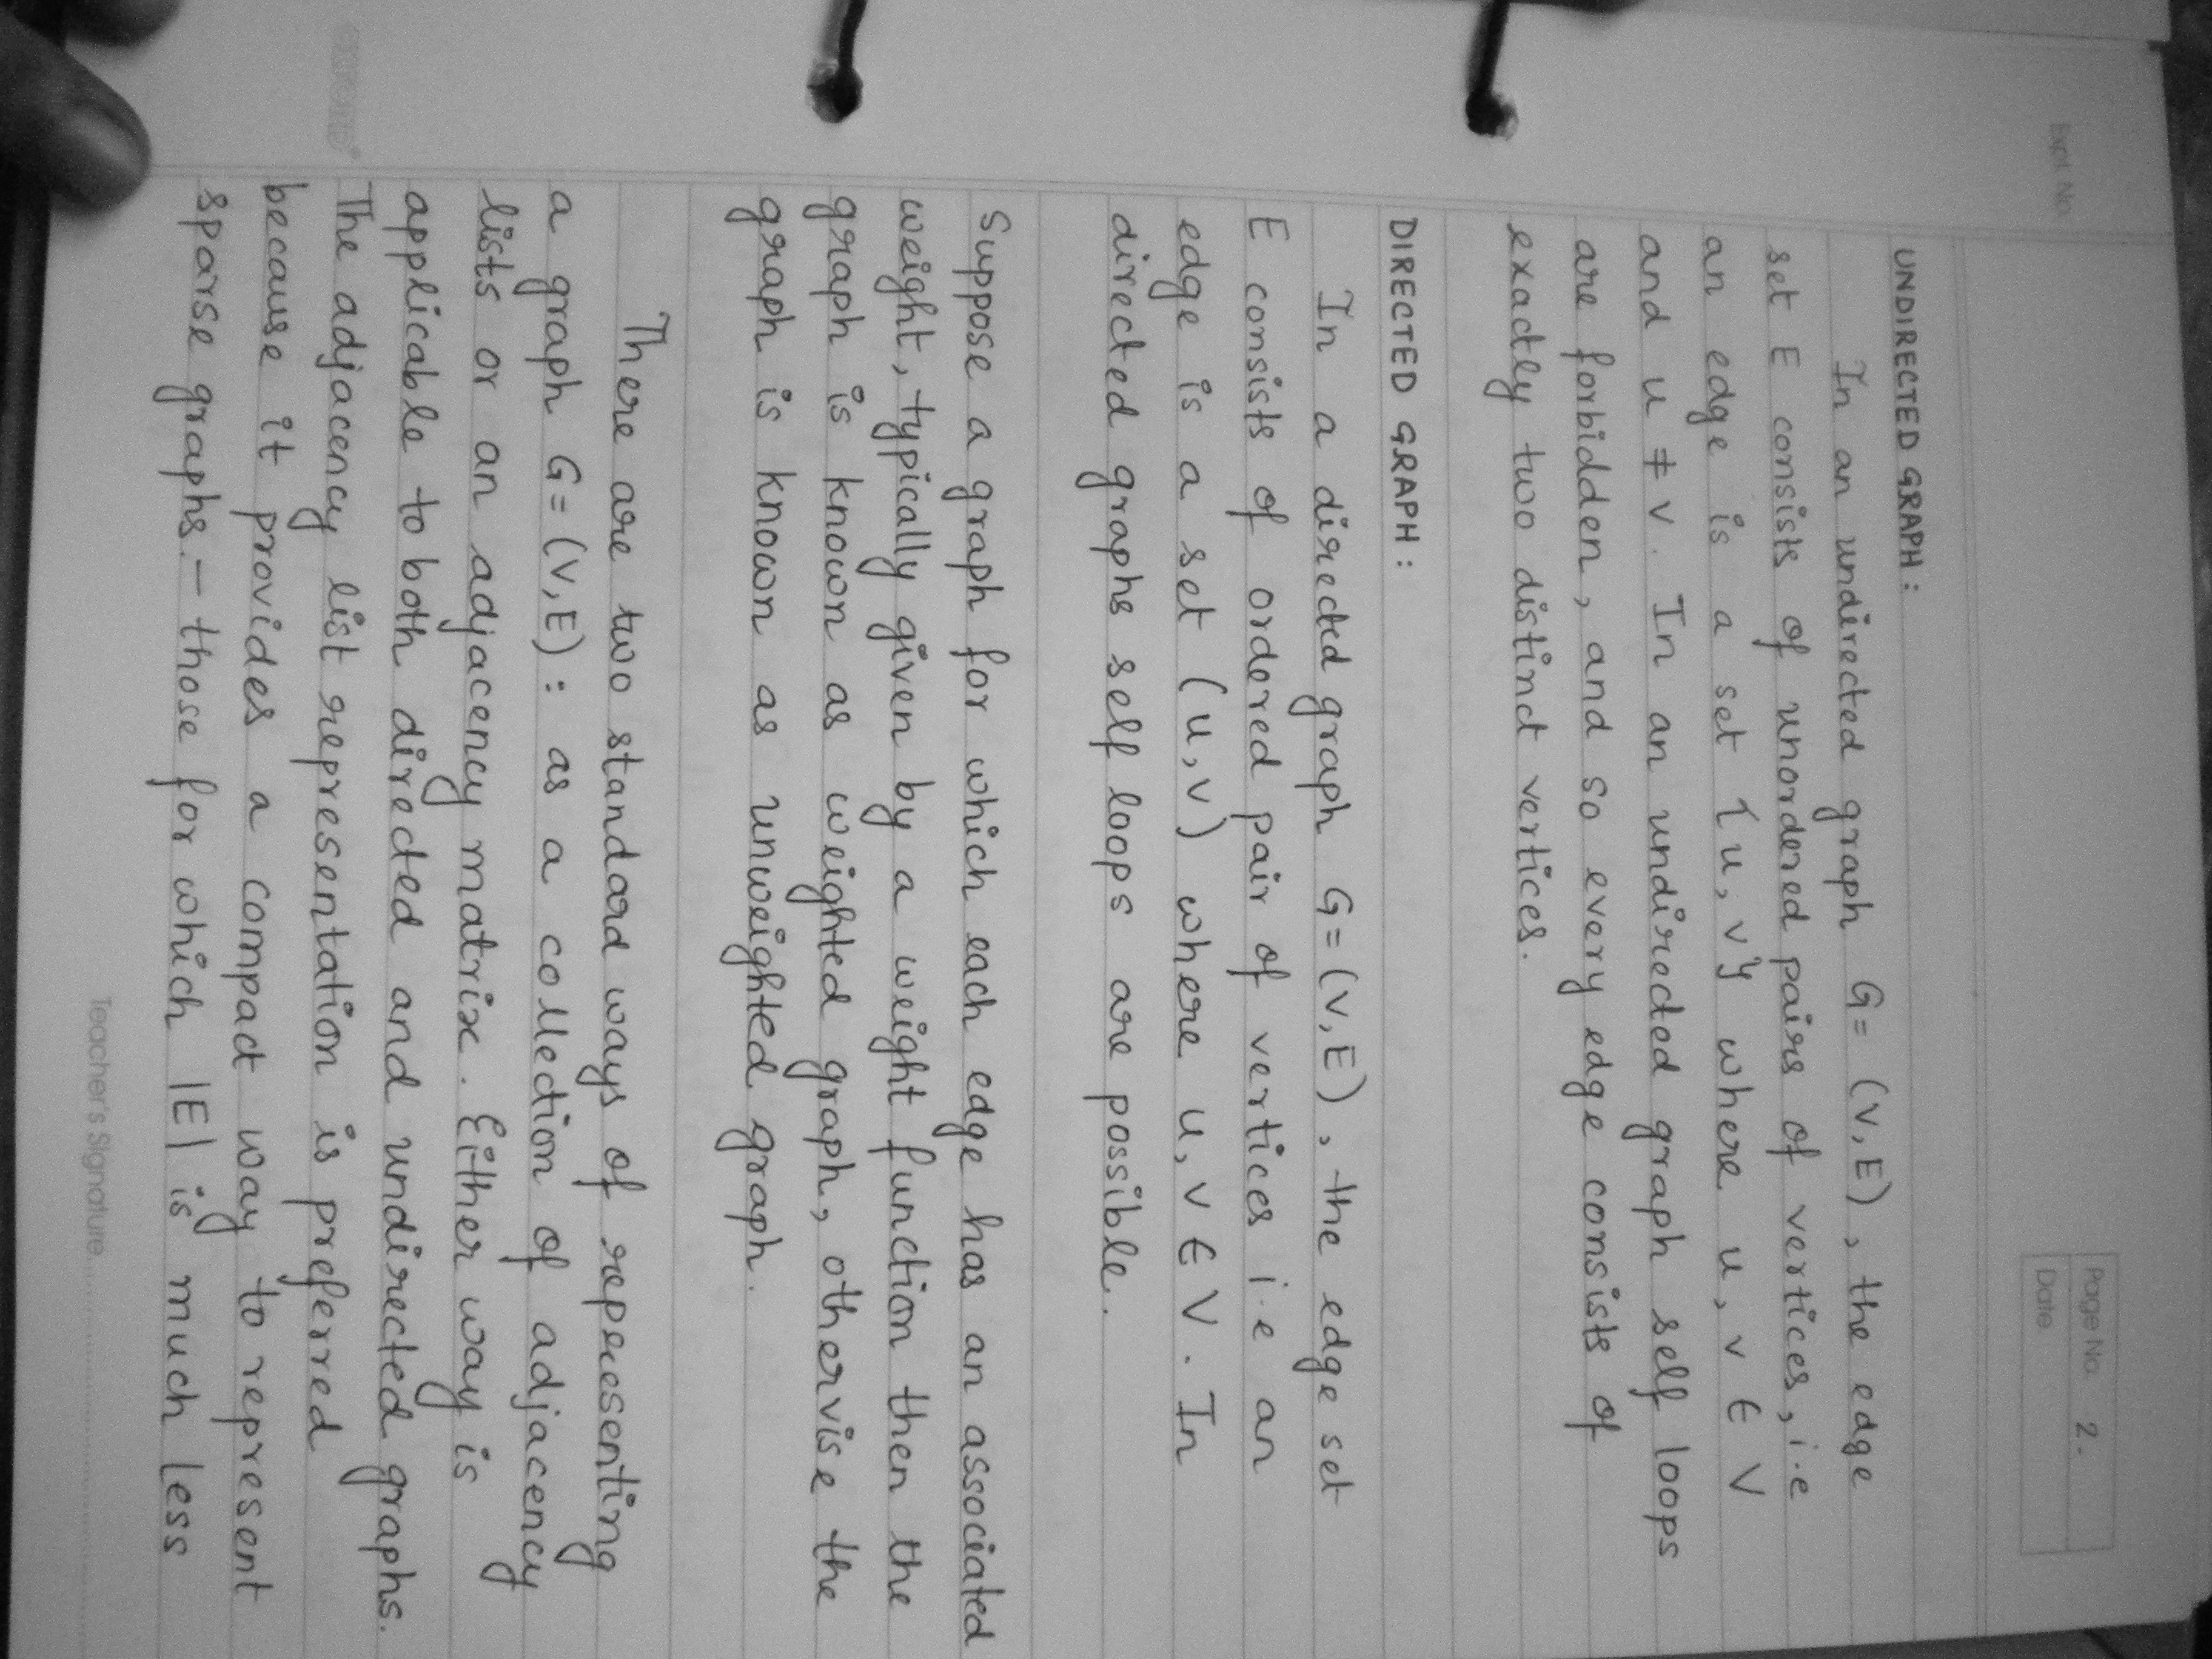 Expt. No.
Page No. 2.
Date
UNDIRECTED GRAPH:
In an undirected graph G = (V, E), the edge
set E consists of unordered pairs of vertices, i.e
an edge is a set {u, v} where u, v ∈ V
and u ≠ v. In an undirected graph self loops
are forbidden, and so every edge consists of
exactly two distinct vertices.
DIRECTED GRAPH:
In a directed graph G = (V, E), the edge set
E consists of ordered pair of vertices i.e an
edge is a set (u, v) where u, v ∈ V. In
directed graphs self loops are possible.
Suppose a graph for which each edge has an associated
weight, typically given by a weight function then the
graph is known as weighted graph, othervise the
graph is known as unweighted graph.
There are two standard ways of representing
a graph G = (V, E) : as a collection of adjacency
lists or an adjacency matrix. Either way is
applicable to both directed and undirected graphs.
The adjacency list representation is preferred
because it provides a compact way to represent
sparse graphs. — those for which |E| is much less
Teacher's Signature